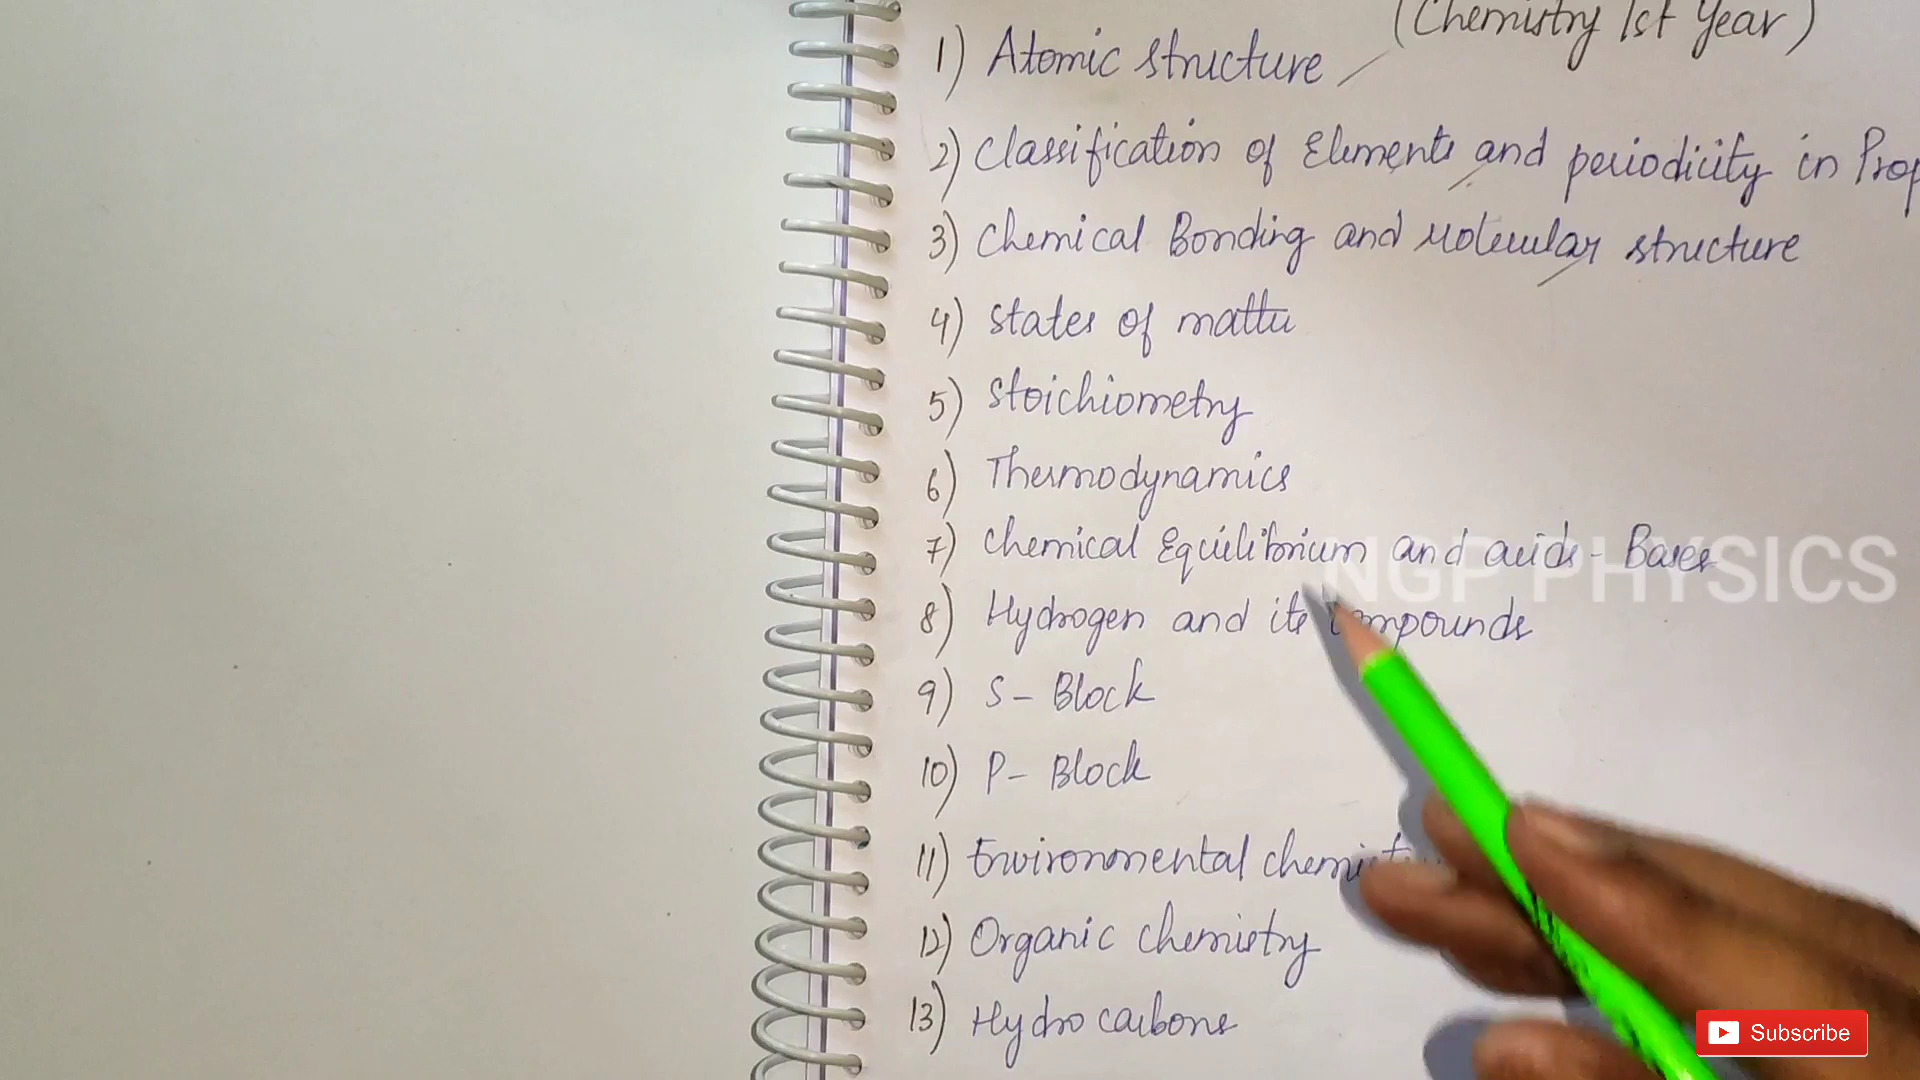 (Chemistry 1st Year)
1) Atomic structure
2) Classification of Elements and periodicity in Prop
3) Chemical Bonding and Molecular structure
4) States of matter
5) Stoichiometry
6) Thermodynamics
7) Chemical Equilibrium and acids - Bases
NGP PHYSICS
8) Hydrogen and its compounds
9) S - Block
10) P - Block
11) Environmental chemist
12) Organic chemistry
13) Hydrocarbons
Subscribe